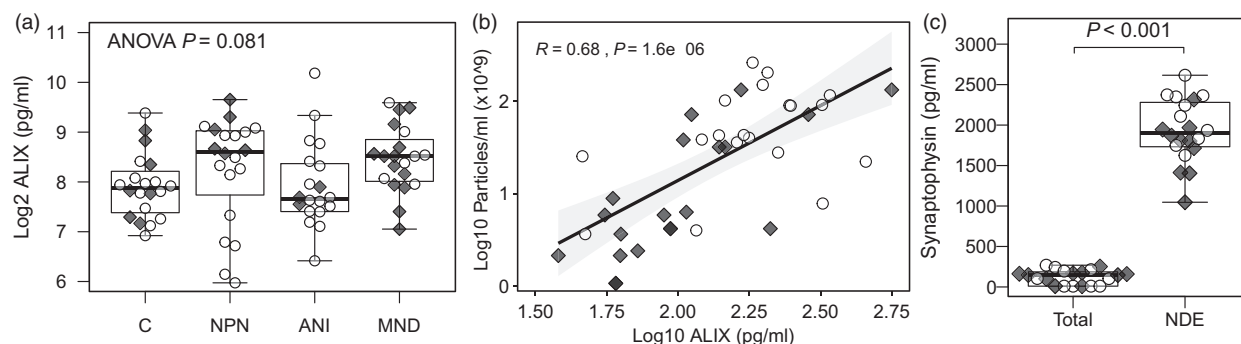 (a)
ANOVA P = 0.081
Log2 ALIX (pg/ml)
11
10
9
8
7
6
C NPN ANI MND
(b)
R = 0.68 , P = 1.6e 06
Log10 Particles/ml (x10^9)
2
1
0
1.50 1.75 2.00 2.25 2.50 2.75
Log10 ALIX (pg/ml)
(c)
P < 0.001
Synaptophysin (pg/ml)
3000
2500
2000
1500
1000
500
0
Total NDE